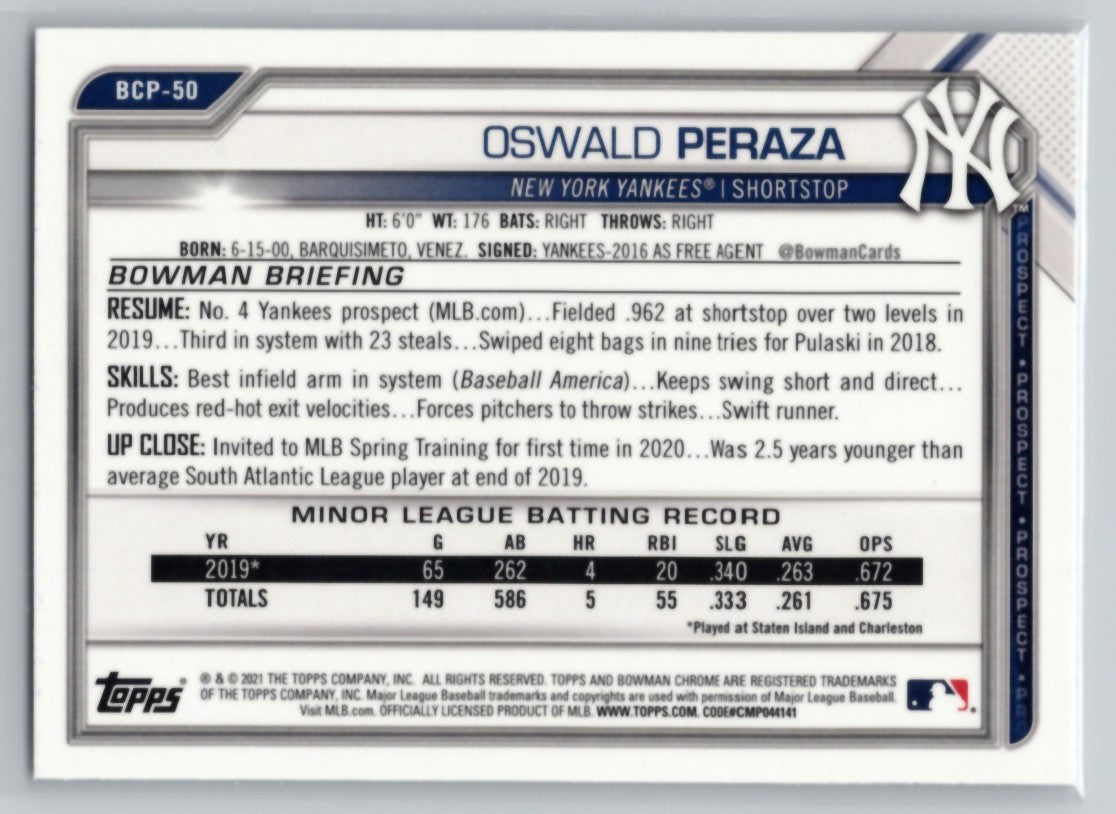 BCP-50
NY
OSWALD PERAZA
NEW YORK YANKEES® | SHORTSTOP
HT: 6'0" WT: 176 BATS: RIGHT THROWS: RIGHT
BORN: 6-15-00, BARQUISIMETO, VENEZ. SIGNED: YANKEES-2016 AS FREE AGENT @BowmanCards
BOWMAN BRIEFING
RESUME: No. 4 Yankees prospect (MLB.com)...Fielded .962 at shortstop over two levels in
2019...Third in system with 23 steals...Swiped eight bags in nine tries for Pulaski in 2018.
SKILLS: Best infield arm in system (Baseball America)...Keeps swing short and direct...
Produces red-hot exit velocities...Forces pitchers to throw strikes...Swift runner.
UP CLOSE: Invited to MLB Spring Training for first time in 2020...Was 2.5 years younger than
average South Atlantic League player at end of 2019.
MINOR LEAGUE BATTING RECORD
YR G AB HR RBI SLG AVG OPS
2019* 65 262 4 20 .340 .263 .672
TOTALS 149 586 5 55 .333 .261 .675
*Played at Staten Island and Charleston
Topps®
® & © 2021 THE TOPPS COMPANY, INC. ALL RIGHTS RESERVED. TOPPS AND BOWMAN CHROME ARE REGISTERED TRADEMARKS
OF THE TOPPS COMPANY, INC. Major League Baseball trademarks and copyrights are used with permission of Major League Baseball.
Visit MLB.com. OFFICIALLY LICENSED PRODUCT OF MLB. WWW.TOPPS.COM. CODE#CMP044141
TM
PROSPECT • PROSPECT • PROSPECT • PR